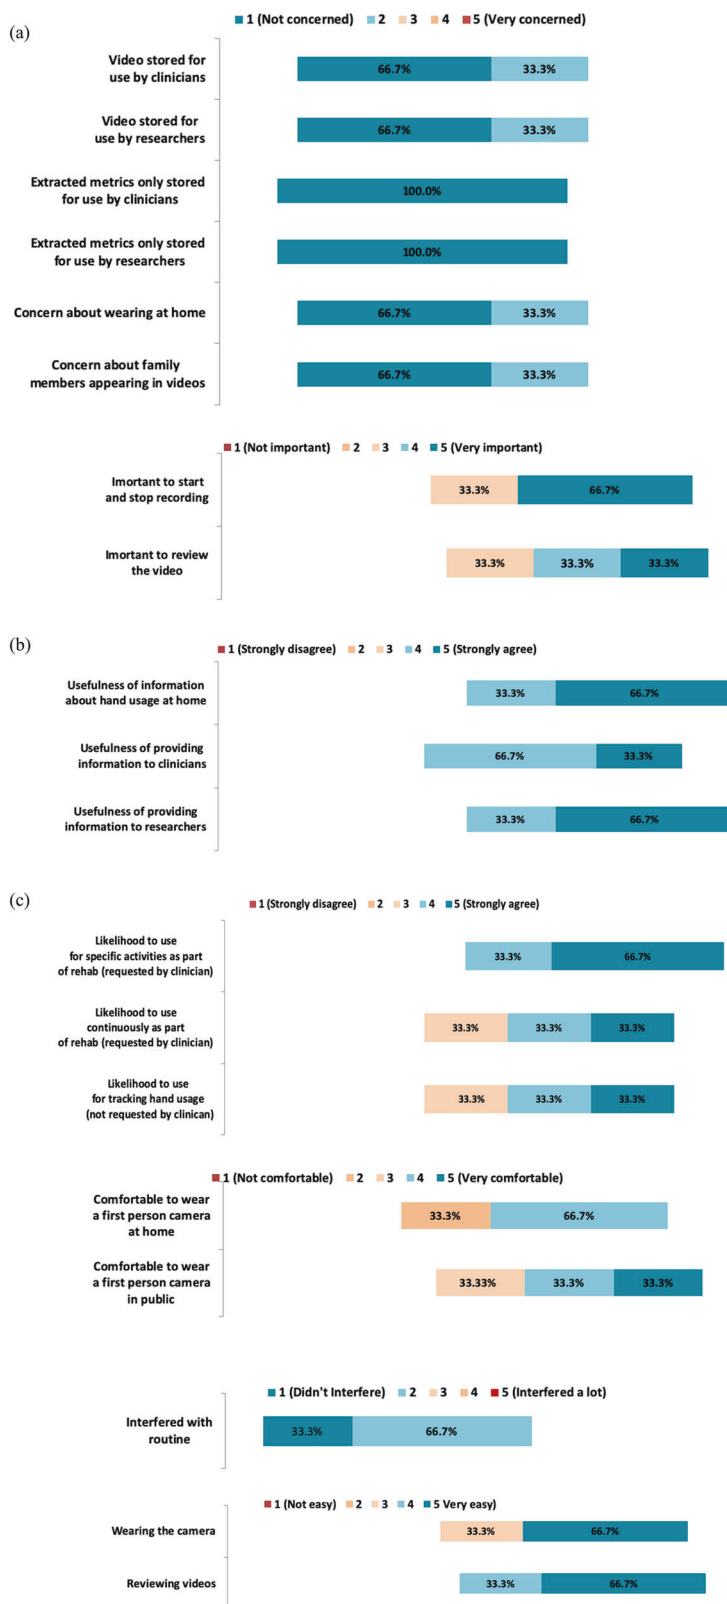 (a)
1 (Not concerned) 2 3 4 5 (Very concerned)
Video stored for
use by clinicians
66.7% 33.3%
Video stored for
use by researchers
66.7% 33.3%
Extracted metrics only stored
for use by clinicians
100.0%
Extracted metrics only stored
for use by researchers
100.0%
Concern about wearing at home
66.7% 33.3%
Concern about family
members appearing in videos
66.7% 33.3%
1 (Not important) 2 3 4 5 (Very important)
Imortant to start
and stop recording
33.3% 66.7%
Imortant to review
the video
33.3% 33.3% 33.3%
(b)
1 (Strongly disagree) 2 3 4 5 (Strongly agree)
Usefulness of information
about hand usage at home
33.3% 66.7%
Usefulness of providing
information to clinicians
66.7% 33.3%
Usefulness of providing
information to researchers
33.3% 66.7%
(c)
1 (Strongly disagree) 2 3 4 5 (Strongly agree)
Likelihood to use
for specific activities as part
of rehab (requested by clinician)
33.3% 66.7%
Likelihood to use
continuously as part
of rehab (requested by clinician)
33.3% 33.3% 33.3%
Likelihood to use
for tracking hand usage
(not requested by clinican)
33.3% 33.3% 33.3%
1 (Not comfortable) 2 3 4 5 (Very comfortable)
Comfortable to wear
a first person camera
at home
33.3% 66.7%
Comfortable to wear
a first person camera
in public
33.33% 33.3% 33.3%
1 (Didn't Interfere) 2 3 4 5 (Interfered a lot)
Interfered with
routine
33.3% 66.7%
1 (Not easy) 2 3 4 5 Very easy)
Wearing the camera
33.3% 66.7%
Reviewing videos
33.3% 66.7%